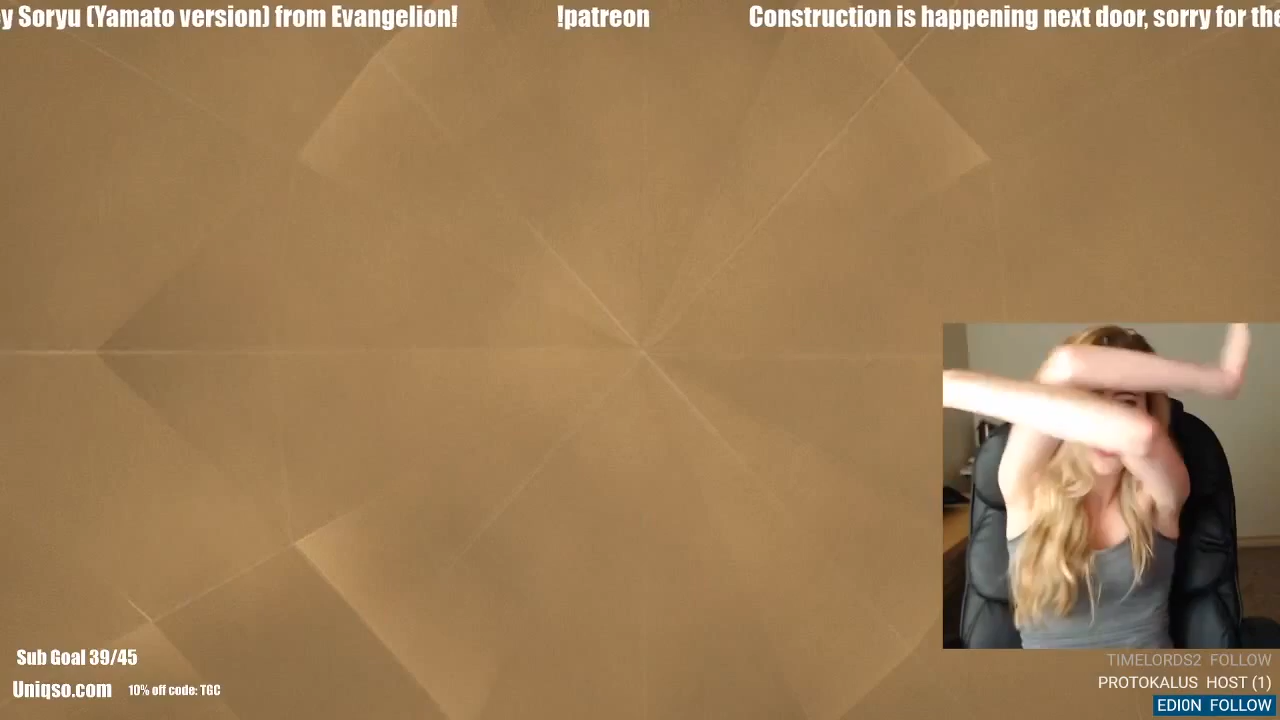 y Soryu (Yamato version) from Evangelion! !patreon Construction is happening next door, sorry for the
Sub Goal 39/45
Uniqso.com 10% off code: TGC
TIMELORDS2 FOLLOW
PROTOKALUS HOST (1)
EDI0N FOLLOW